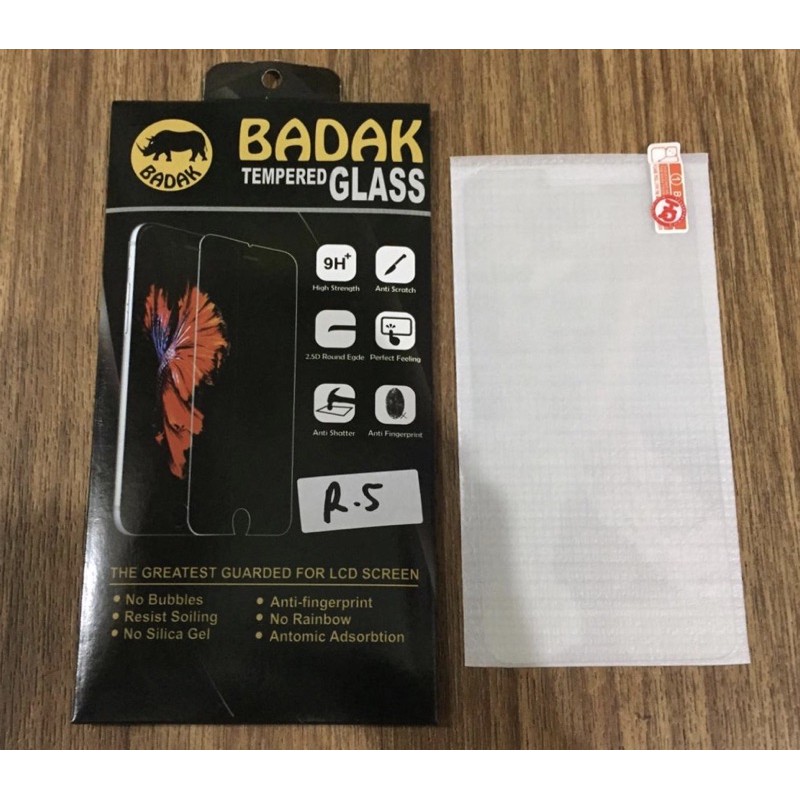 BADAK
BADAK
TEMPERED GLASS
9H+
High Strength
Anti Scratch
2.5D Round Egde
Perfect Feeling
Anti Shatter
Anti Fingerprint
R.5
THE GREATEST GUARDED FOR LCD SCREEN
• No Bubbles
• Resist Soiling
• No Silica Gel
• Anti-fingerprint
• No Rainbow
• Antomic Adsorbtion